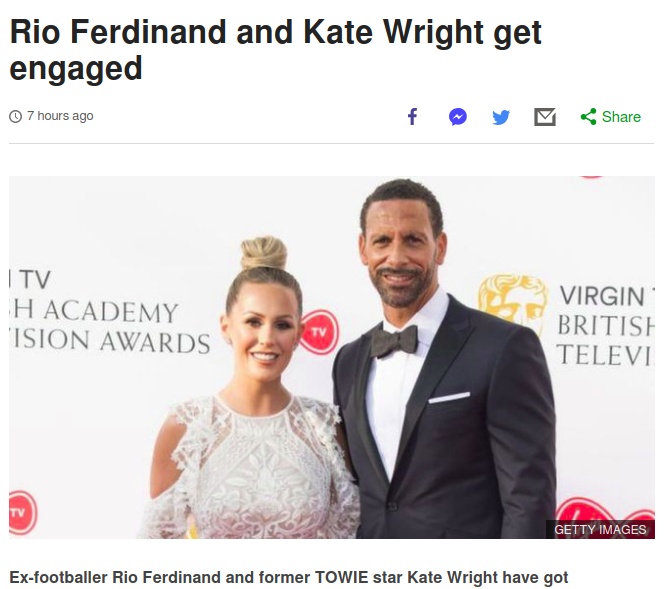 Rio Ferdinand and Kate Wright get
engaged
7 hours ago
Share
TV
H ACADEMY
ISION AWARDS
TV
VIRGIN T
BRITISH
TELEVI
TV
GETTY IMAGES
Ex-footballer Rio Ferdinand and former TOWIE star Kate Wright have got